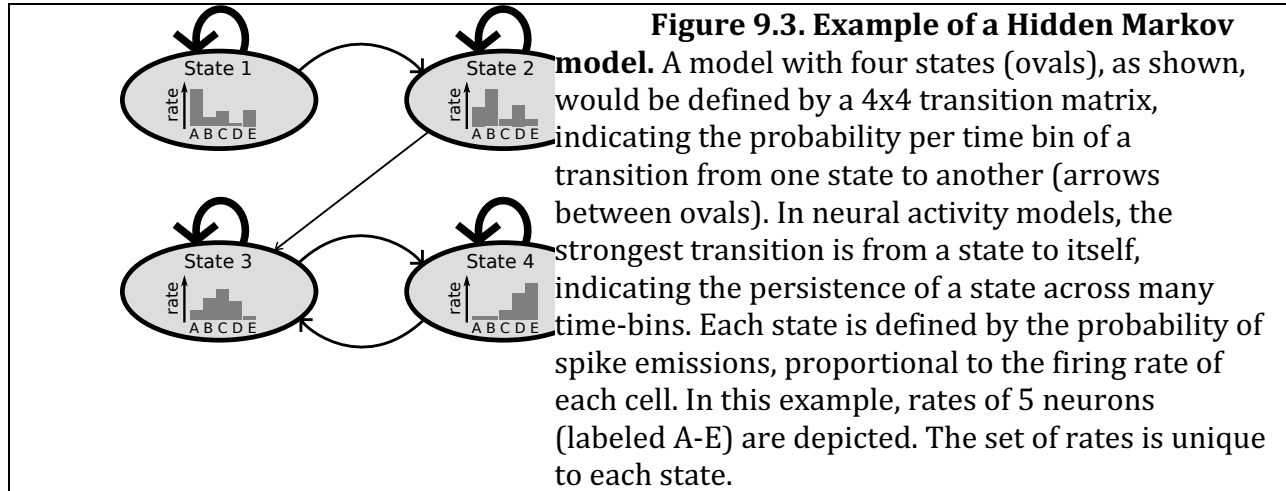 Figure 9.3. Example of a Hidden Markov
model. A model with four states (ovals), as shown,
would be defined by a 4x4 transition matrix,
indicating the probability per time bin of a
transition from one state to another (arrows
between ovals). In neural activity models, the
strongest transition is from a state to itself,
indicating the persistence of a state across many
time-bins. Each state is defined by the probability of
spike emissions, proportional to the firing rate of
each cell. In this example, rates of 5 neurons
(labeled A-E) are depicted. The set of rates is unique
to each state.
State 1
rate
A B C D E
State 2
rate
A B C D E
State 3
rate
A B C D E
State 4
rate
A B C D E